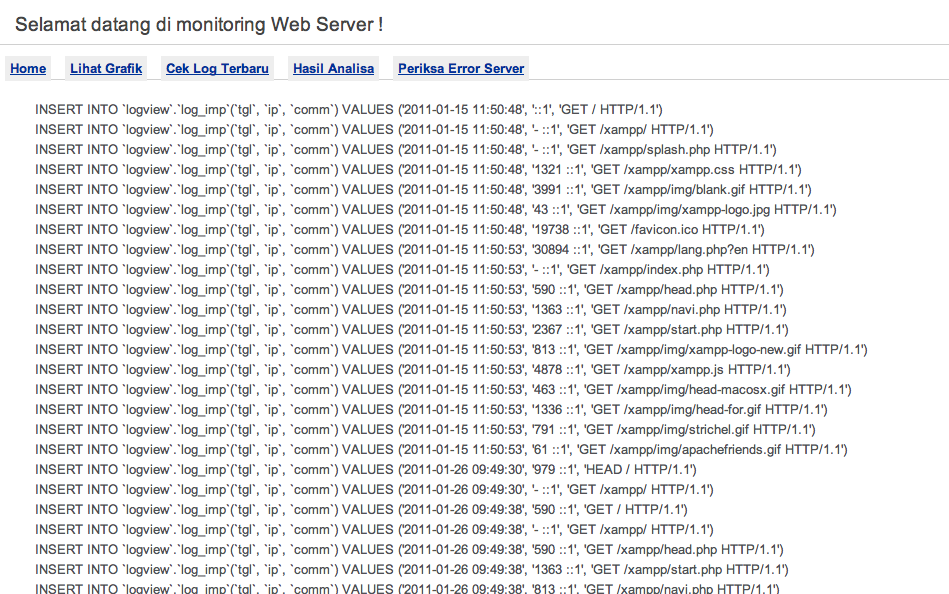 Selamat datang di monitoring Web Server !
Home Lihat Grafik Cek Log Terbaru Hasil Analisa Periksa Error Server
INSERT INTO `logview`.`log_imp`(`tgl`, `ip`, `comm`) VALUES ('2011-01-15 11:50:48', '::1', 'GET / HTTP/1.1')
INSERT INTO `logview`.`log_imp`(`tgl`, `ip`, `comm`) VALUES ('2011-01-15 11:50:48', '- ::1', 'GET /xampp/ HTTP/1.1')
INSERT INTO `logview`.`log_imp`(`tgl`, `ip`, `comm`) VALUES ('2011-01-15 11:50:48', '- ::1', 'GET /xampp/splash.php HTTP/1.1')
INSERT INTO `logview`.`log_imp`(`tgl`, `ip`, `comm`) VALUES ('2011-01-15 11:50:48', '1321 ::1', 'GET /xampp/xampp.css HTTP/1.1')
INSERT INTO `logview`.`log_imp`(`tgl`, `ip`, `comm`) VALUES ('2011-01-15 11:50:48', '3991 ::1', 'GET /xampp/img/blank.gif HTTP/1.1')
INSERT INTO `logview`.`log_imp`(`tgl`, `ip`, `comm`) VALUES ('2011-01-15 11:50:48', '43 ::1', 'GET /xampp/img/xampp-logo.jpg HTTP/1.1')
INSERT INTO `logview`.`log_imp`(`tgl`, `ip`, `comm`) VALUES ('2011-01-15 11:50:48', '19738 ::1', 'GET /favicon.ico HTTP/1.1')
INSERT INTO `logview`.`log_imp`(`tgl`, `ip`, `comm`) VALUES ('2011-01-15 11:50:53', '30894 ::1', 'GET /xampp/lang.php?en HTTP/1.1')
INSERT INTO `logview`.`log_imp`(`tgl`, `ip`, `comm`) VALUES ('2011-01-15 11:50:53', '- ::1', 'GET /xampp/index.php HTTP/1.1')
INSERT INTO `logview`.`log_imp`(`tgl`, `ip`, `comm`) VALUES ('2011-01-15 11:50:53', '590 ::1', 'GET /xampp/head.php HTTP/1.1')
INSERT INTO `logview`.`log_imp`(`tgl`, `ip`, `comm`) VALUES ('2011-01-15 11:50:53', '1363 ::1', 'GET /xampp/navi.php HTTP/1.1')
INSERT INTO `logview`.`log_imp`(`tgl`, `ip`, `comm`) VALUES ('2011-01-15 11:50:53', '2367 ::1', 'GET /xampp/start.php HTTP/1.1')
INSERT INTO `logview`.`log_imp`(`tgl`, `ip`, `comm`) VALUES ('2011-01-15 11:50:53', '813 ::1', 'GET /xampp/img/xampp-logo-new.gif HTTP/1.1')
INSERT INTO `logview`.`log_imp`(`tgl`, `ip`, `comm`) VALUES ('2011-01-15 11:50:53', '4878 ::1', 'GET /xampp/xampp.js HTTP/1.1')
INSERT INTO `logview`.`log_imp`(`tgl`, `ip`, `comm`) VALUES ('2011-01-15 11:50:53', '463 ::1', 'GET /xampp/img/head-macosx.gif HTTP/1.1')
INSERT INTO `logview`.`log_imp`(`tgl`, `ip`, `comm`) VALUES ('2011-01-15 11:50:53', '1336 ::1', 'GET /xampp/img/head-for.gif HTTP/1.1')
INSERT INTO `logview`.`log_imp`(`tgl`, `ip`, `comm`) VALUES ('2011-01-15 11:50:53', '791 ::1', 'GET /xampp/img/strichel.gif HTTP/1.1')
INSERT INTO `logview`.`log_imp`(`tgl`, `ip`, `comm`) VALUES ('2011-01-15 11:50:53', '61 ::1', 'GET /xampp/img/apachefriends.gif HTTP/1.1')
INSERT INTO `logview`.`log_imp`(`tgl`, `ip`, `comm`) VALUES ('2011-01-26 09:49:30', '979 ::1', 'HEAD / HTTP/1.1')
INSERT INTO `logview`.`log_imp`(`tgl`, `ip`, `comm`) VALUES ('2011-01-26 09:49:30', '- ::1', 'GET /xampp/ HTTP/1.1')
INSERT INTO `logview`.`log_imp`(`tgl`, `ip`, `comm`) VALUES ('2011-01-26 09:49:38', '590 ::1', 'GET / HTTP/1.1')
INSERT INTO `logview`.`log_imp`(`tgl`, `ip`, `comm`) VALUES ('2011-01-26 09:49:38', '- ::1', 'GET /xampp/ HTTP/1.1')
INSERT INTO `logview`.`log_imp`(`tgl`, `ip`, `comm`) VALUES ('2011-01-26 09:49:38', '590 ::1', 'GET /xampp/head.php HTTP/1.1')
INSERT INTO `logview`.`log_imp`(`tgl`, `ip`, `comm`) VALUES ('2011-01-26 09:49:38', '1363 ::1', 'GET /xampp/start.php HTTP/1.1')
INSERT INTO `logview`.`log_imp`(`tgl`, `ip`, `comm`) VALUES ('2011-01-26 09:49:38', '813 ::1', 'GET /xampp/navi.php HTTP/1.1')